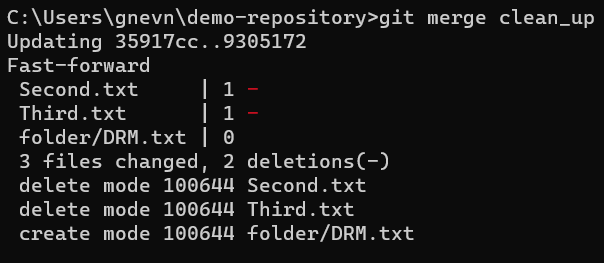 C:\Users\gnevn\demo-repository>git merge clean_up
Updating 35917cc..9305172
Fast-forward
 Second.txt     | 1 -
 Third.txt      | 1 -
 folder/DRM.txt | 0
 3 files changed, 2 deletions(-)
 delete mode 100644 Second.txt
 delete mode 100644 Third.txt
 create mode 100644 folder/DRM.txt